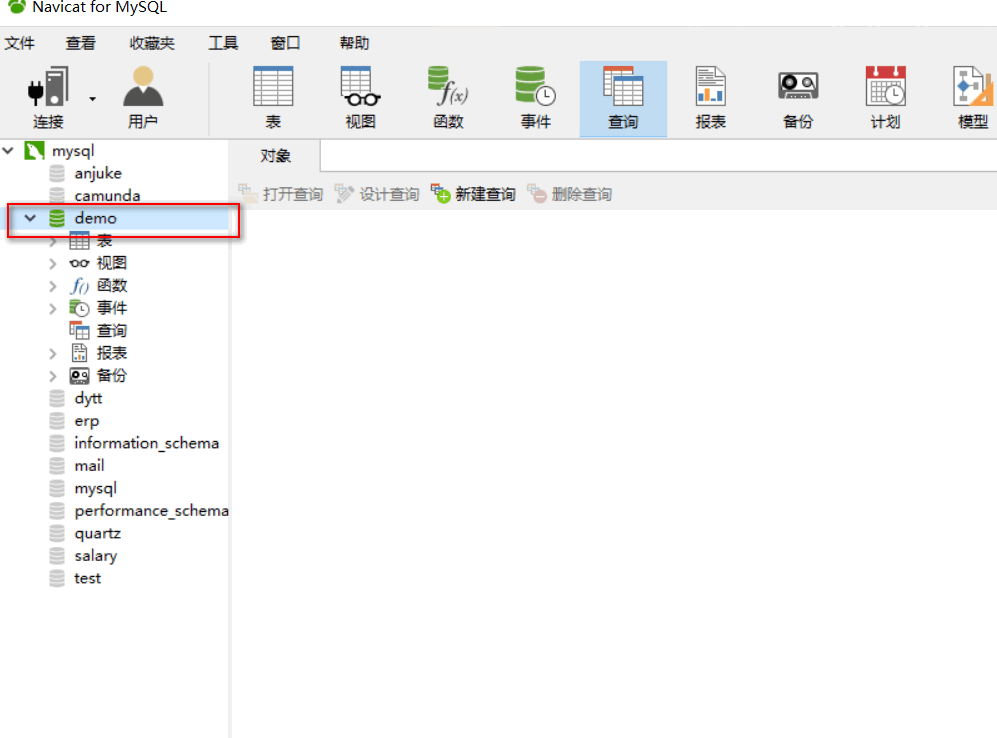 Navicat for MySQL
文件 查看 收藏夹 工具 窗口 帮助
连接 用户 表 视图 函数 事件 查询 报表 备份 计划 模型
mysql
对象
anjuke
camunda
打开查询 设计查询 新建查询 删除查询
demo
表
视图
函数
事件
查询
报表
备份
dytt
erp
information_schema
mail
mysql
performance_schema
quartz
salary
test